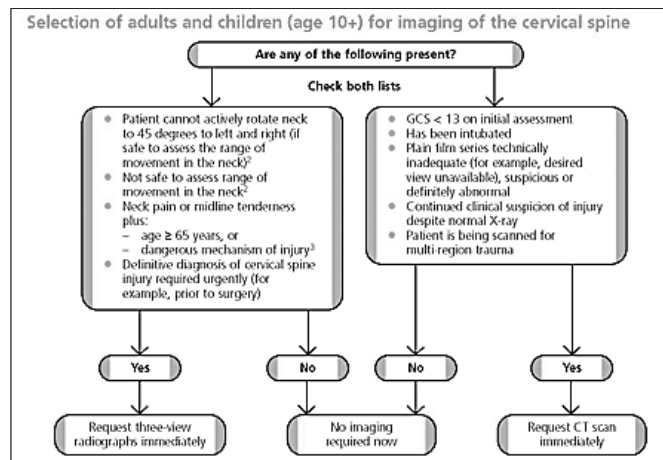 Selection of adults and children (age 10+) for imaging of the cervical spine
Are any of the following present?
Check both lists
Patient cannot actively rotate neck
to 45 degrees to left and right (if
safe to assess the range of
movement in the neck)2
Not safe to assess range of
movement in the neck2
Neck pain or midline tenderness
plus:
– age ≥ 65 years, or
– dangerous mechanism of injury3
Definitive diagnosis of cervical spine
injury required urgently (for
example, prior to surgery)
GCS < 13 on initial assessment
Has been intubated
Plain film series technically
inadequate (for example, desired
view unavailable), suspicious or
definitely abnormal
Continued clinical suspicion of injury
despite normal X-ray
Patient is being scanned for
multi-region trauma
Yes
No
No
Yes
Request three-view
radiographs immediately
No imaging
required now
Request CT scan
immediately